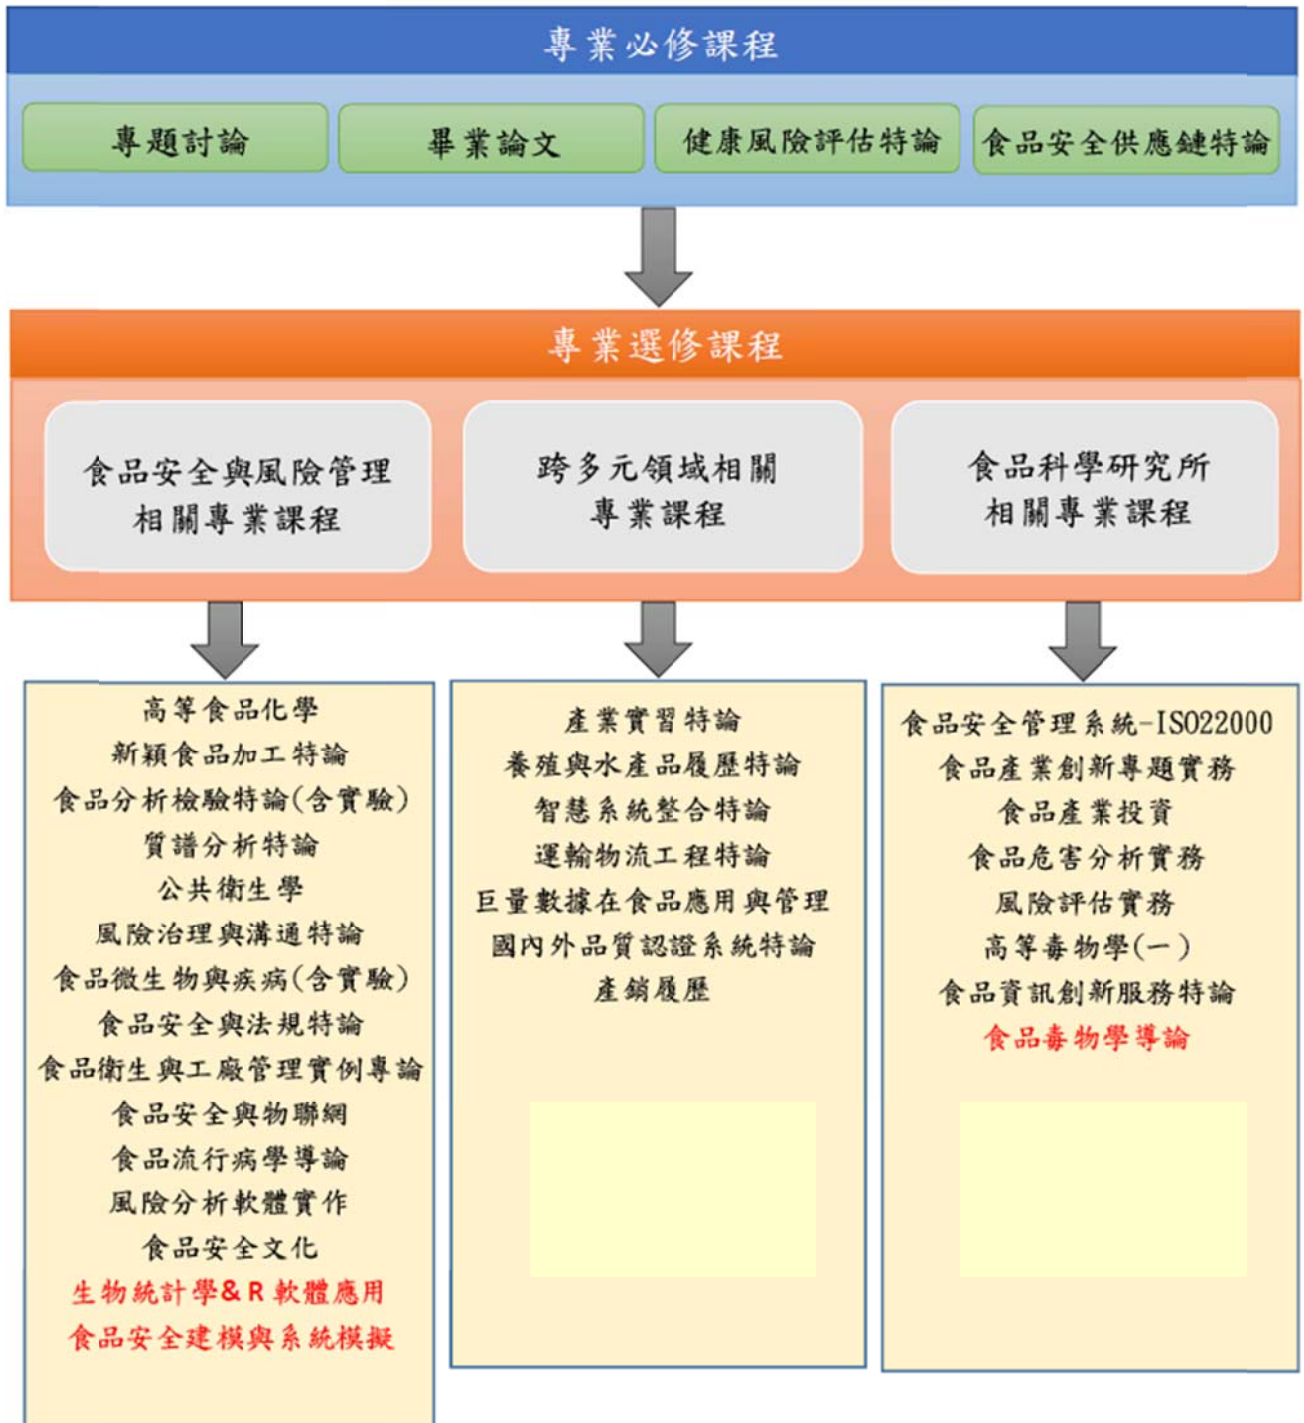 專業必修課程
專題討論
畢業論文
健康風險評估特論
食品安全供應鏈特論
專業選修課程
食品安全與風險管理
相關專業課程
跨多元領域相關
專業課程
食品科學研究所
相關專業課程
高等食品化學
新穎食品加工特論
食品分析檢驗特論(含實驗)
質譜分析特論
公共衛生學
風險治理與溝通特論
食品微生物與疾病(含實驗)
食品安全與法規特論
食品衛生與工廠管理實例專論
食品安全與物聯網
食品流行病學導論
風險分析軟體實作
食品安全文化
生物統計學& R 軟體應用
食品安全建模與系統模擬
產業實習特論
養殖與水產品履歷特論
智慧系統整合特論
運輸物流工程特論
巨量數據在食品應用與管理
國內外品質認證系統特論
產銷履歷
食品安全管理系統-ISO22000
食品產業創新專題實務
食品產業投資
食品危害分析實務
風險評估實務
高等毒物學(一)
食品資訊創新服務特論
食品毒物學導論